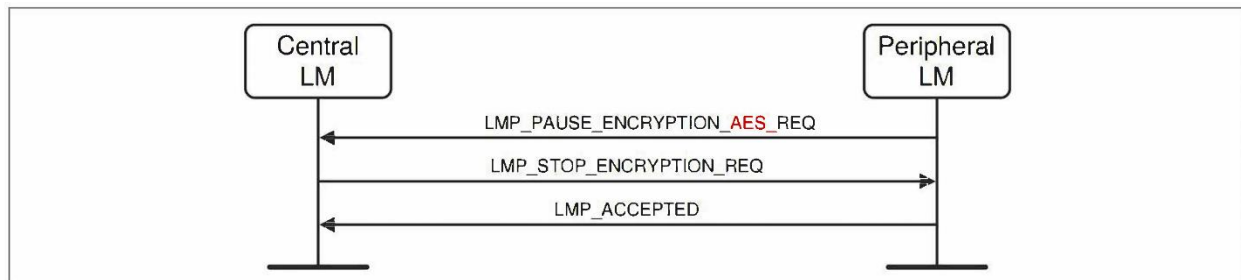 Central
LM
Peripheral
LM
LMP_PAUSE_ENCRYPTION_AES_REQ
LMP_STOP_ENCRYPTION_REQ
LMP_ACCEPTED